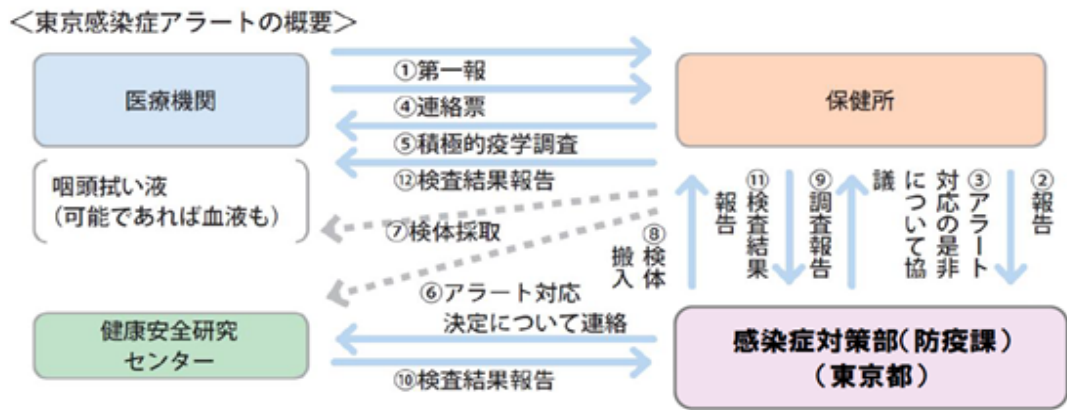 ＜東京感染症アラートの概要＞
医療機関
①第一報
④連絡票
⑤積極的疫学調査
⑫検査結果報告
保健所
咽頭拭い液
（可能であれば血液も）
⑦検体採取
⑧検体
搬入
⑪検査結果
報告
⑨調査報告
③アラート
対応の是非
について協
議
②報告
⑥アラート対応
決定について連絡
健康安全研究
センター
⑩検査結果報告
感染症対策部（防疫課）
（東京都）